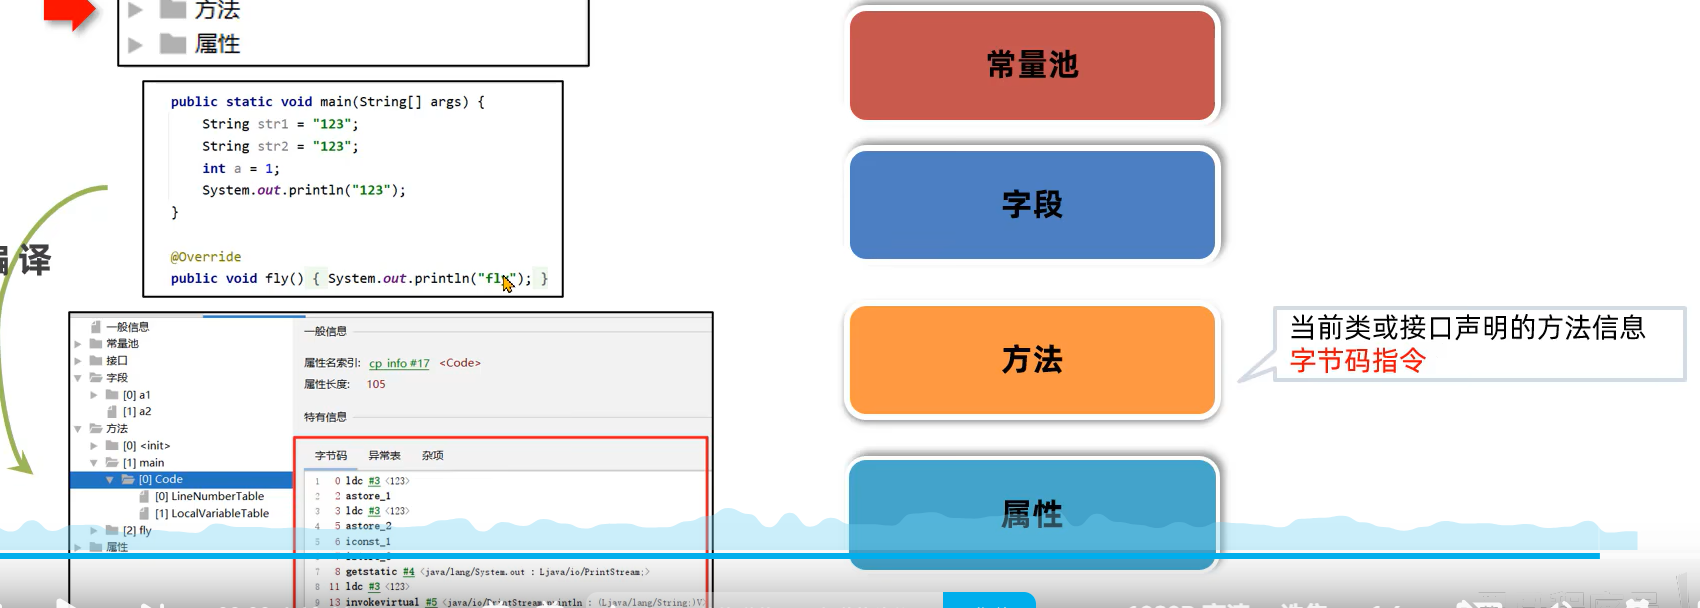 方法
属性
public static void main(String[] args) {
String str1 = "123";
String str2 = "123";
int a = 1;
System.out.println("123");
}
@Override
public void fly() { System.out.println("fly"); }
译
一般信息
常量池
接口
字段
[0] a1
[1] a2
方法
[0] <init>
[1] main
[0] Code
[0] LineNumberTable
[1] LocalVariableTable
[2] fly
属性
一般信息
属性名索引: cp_info #17 <Code>
属性长度: 105
特有信息
字节码 异常表 杂项
1 0 ldc #3 <123>
2 2 astore_1
3 3 ldc #3 <123>
4 5 astore_2
5 6 iconst_1
7 8 getstatic #4 <java/lang/System.out : Ljava/io/PrintStream;>
8 11 ldc #3 <123>
9 13 invokevirtual #5 <java/io/PrintStream.println : (Ljava/lang/String;)V>
常量池
字段
方法
属性
当前类或接口声明的方法信息
字节码指令